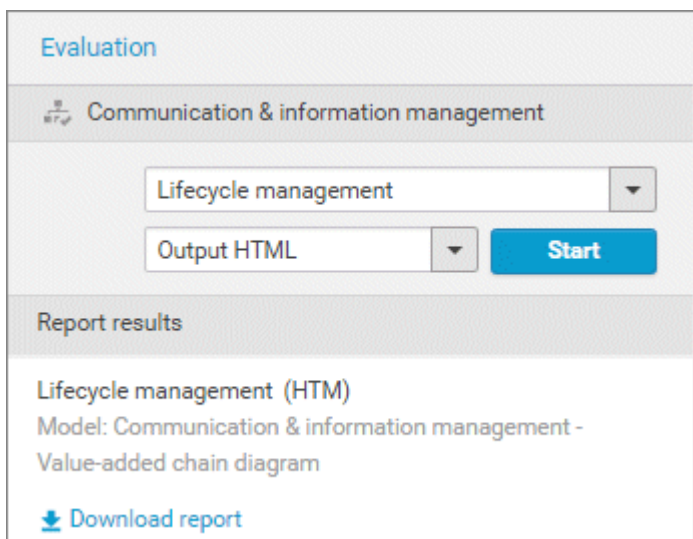 Evaluation
Communication & information management
Lifecycle management
Output HTML
Start
Report results
Lifecycle management (HTM)
Model: Communication & information management -
Value-added chain diagram
Download report